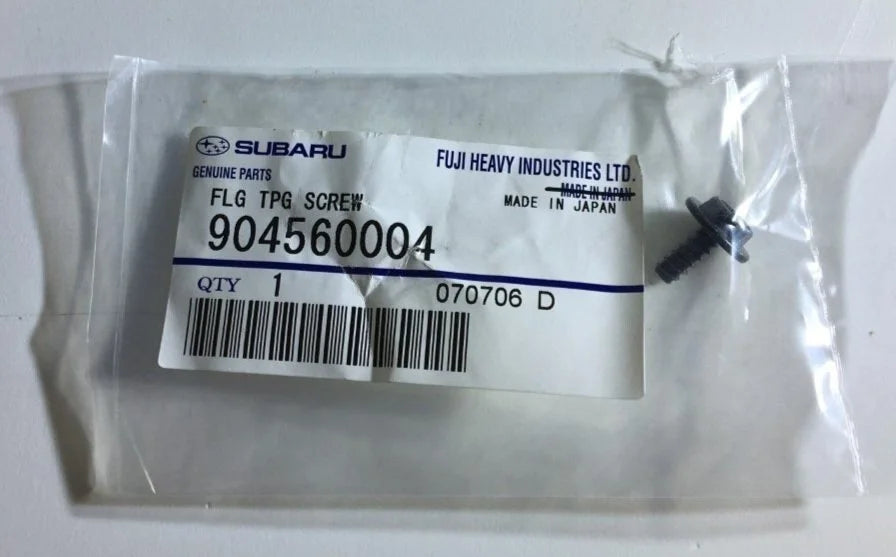 SUBARU
FUJI HEAVY INDUSTRIES LTD.
GENUINE PARTS
MADE IN JAPAN
FLG TPG SCREW
MADE IN JAPAN
904560004
QTY 1
070706 D